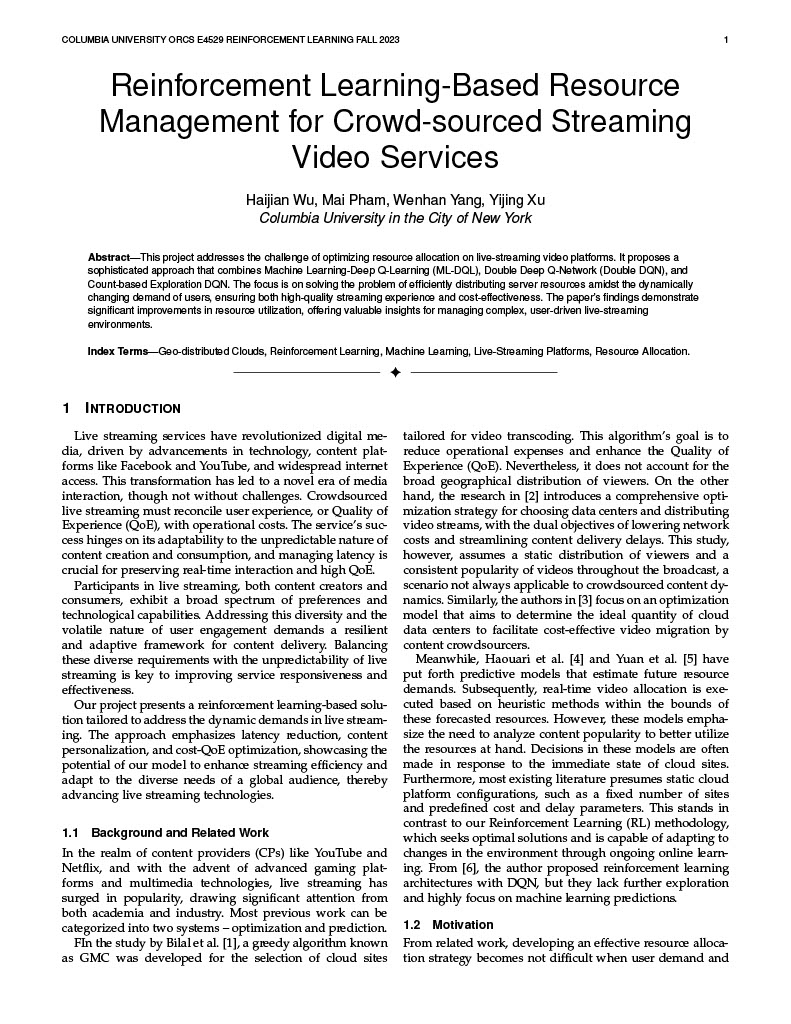 COLUMBIA UNIVERSITY ORCS E4529 REINFORCEMENT LEARNING FALL 2023
1
Reinforcement Learning-Based Resource
Management for Crowd-sourced Streaming
Video Services
Haijian Wu, Mai Pham, Wenhan Yang, Yijing Xu
Columbia University in the City of New York
Abstract—This project addresses the challenge of optimizing resource allocation on live-streaming video platforms. It proposes a
sophisticated approach that combines Machine Learning-Deep Q-Learning (ML-DQL), Double Deep Q-Network (Double DQN), and
Count-based Exploration DQN. The focus is on solving the problem of efficiently distributing server resources amidst the dynamically
changing demand of users, ensuring both high-quality streaming experience and cost-effectiveness. The paper's findings demonstrate
significant improvements in resource utilization, offering valuable insights for managing complex, user-driven live-streaming
environments.
Index Terms—Geo-distributed Clouds, Reinforcement Learning, Machine Learning, Live-Streaming Platforms, Resource Allocation.
1 INTRODUCTION
Live streaming services have revolutionized digital me-
dia, driven by advancements in technology, content plat-
forms like Facebook and YouTube, and widespread internet
access. This transformation has led to a novel era of media
interaction, though not without challenges. Crowdsourced
live streaming must reconcile user experience, or Quality of
Experience (QoE), with operational costs. The service's suc-
cess hinges on its adaptability to the unpredictable nature of
content creation and consumption, and managing latency is
crucial for preserving real-time interaction and high QoE.
Participants in live streaming, both content creators and
consumers, exhibit a broad spectrum of preferences and
technological capabilities. Addressing this diversity and the
volatile nature of user engagement demands a resilient
and adaptive framework for content delivery. Balancing
these diverse requirements with the unpredictability of live
streaming is key to improving service responsiveness and
effectiveness.
Our project presents a reinforcement learning-based solu-
tion tailored to address the dynamic demands in live stream-
ing. The approach emphasizes latency reduction, content
personalization, and cost-QoE optimization, showcasing the
potential of our model to enhance streaming efficiency and
adapt to the diverse needs of a global audience, thereby
advancing live streaming technologies.
1.1 Background and Related Work
In the realm of content providers (CPs) like YouTube and
Netflix, and with the advent of advanced gaming plat-
forms and multimedia technologies, live streaming has
surged in popularity, drawing significant attention from
both academia and industry. Most previous work can be
categorized into two systems – optimization and prediction.
FIn the study by Bilal et al. [1], a greedy algorithm known
as GMC was developed for the selection of cloud sites
tailored for video transcoding. This algorithm's goal is to
reduce operational expenses and enhance the Quality of
Experience (QoE). Nevertheless, it does not account for the
broad geographical distribution of viewers. On the other
hand, the research in [2] introduces a comprehensive opti-
mization strategy for choosing data centers and distributing
video streams, with the dual objectives of lowering network
costs and streamlining content delivery delays. This study,
however, assumes a static distribution of viewers and a
consistent popularity of videos throughout the broadcast, a
scenario not always applicable to crowdsourced content dy-
namics. Similarly, the authors in [3] focus on an optimization
model that aims to determine the ideal quantity of cloud
data centers to facilitate cost-effective video migration by
content crowdsourcers.
Meanwhile, Haouari et al. [4] and Yuan et al. [5] have
put forth predictive models that estimate future resource
demands. Subsequently, real-time video allocation is exe-
cuted based on heuristic methods within the bounds of
these forecasted resources. However, these models empha-
size the need to analyze content popularity to better utilize
the resources at hand. Decisions in these models are often
made in response to the immediate state of cloud sites.
Furthermore, most existing literature presumes static cloud
platform configurations, such as a fixed number of sites
and predefined cost and delay parameters. This stands in
contrast to our Reinforcement Learning (RL) methodology,
which seeks optimal solutions and is capable of adapting to
changes in the environment through ongoing online learn-
ing. From [6], the author proposed reinforcement learning
architectures with DQN, but they lack further exploration
and highly focus on machine learning predictions.
1.2 Motivation
From related work, developing an effective resource alloca-
tion strategy becomes not difficult when user demand and